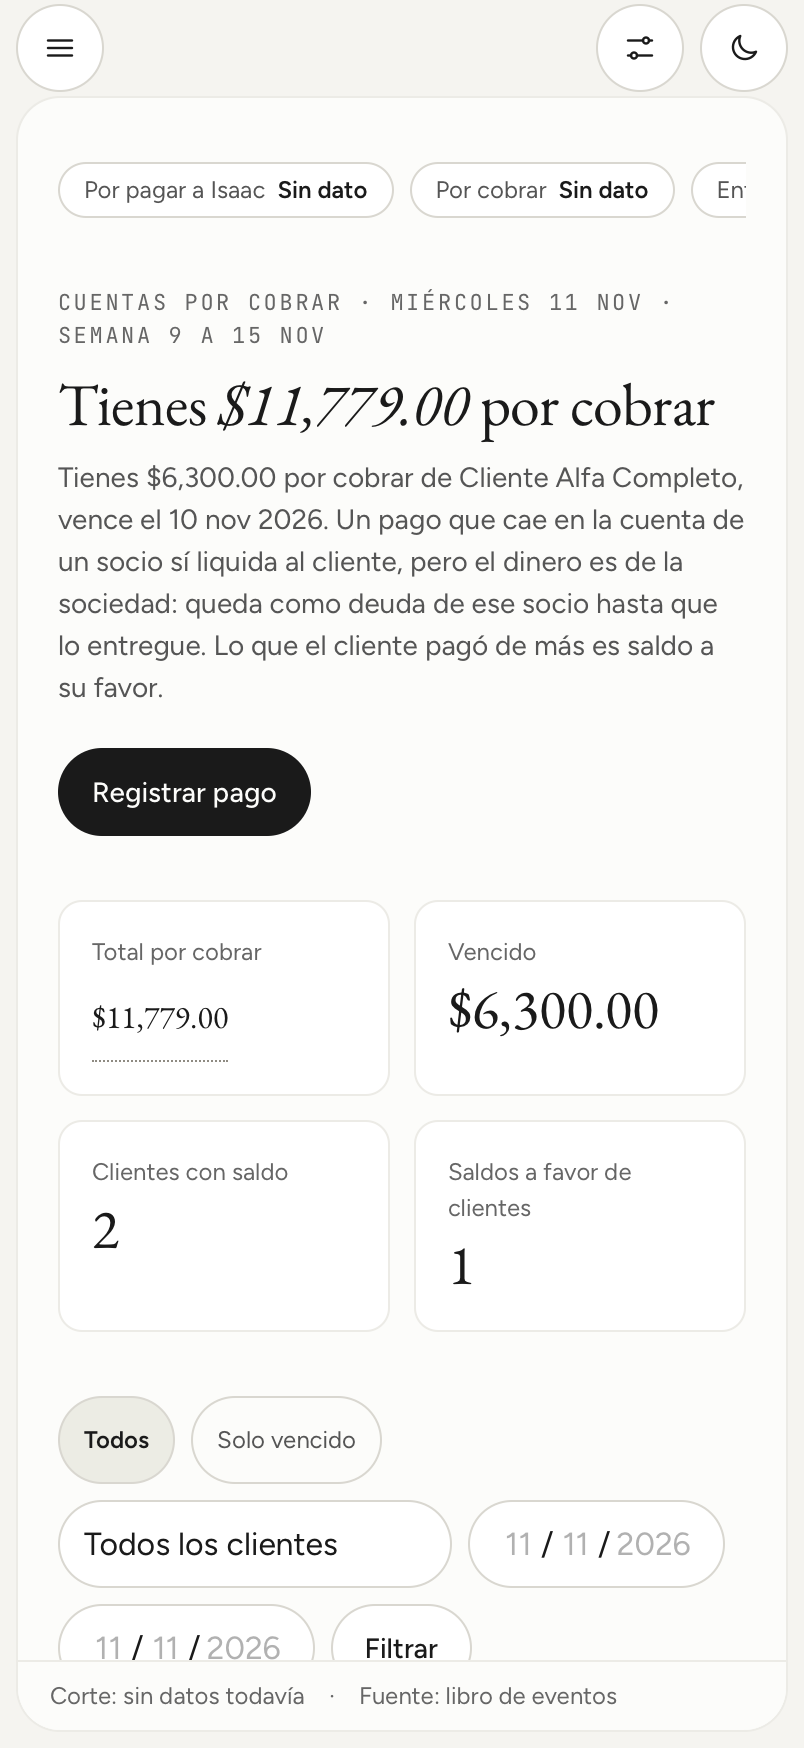 Por pagar a Isaac Sin dato
Por cobrar Sin dato
CUENTAS POR COBRAR · MIÉRCOLES 11 NOV ·
SEMANA 9 A 15 NOV
Tienes $11,779.00 por cobrar
Tienes $6,300.00 por cobrar de Cliente Alfa Completo,
vence el 10 nov 2026. Un pago que cae en la cuenta de
un socio sí liquida al cliente, pero el dinero es de la
sociedad: queda como deuda de ese socio hasta que
lo entregue. Lo que el cliente pagó de más es saldo a
su favor.
Registrar pago
Total por cobrar
$11,779.00
Vencido
$6,300.00
Clientes con saldo
2
Saldos a favor de
clientes
1
Todos
Solo vencido
Todos los clientes
11 / 11 / 2026
11 / 11 / 2026
Filtrar
Corte: sin datos todavía · Fuente: libro de eventos